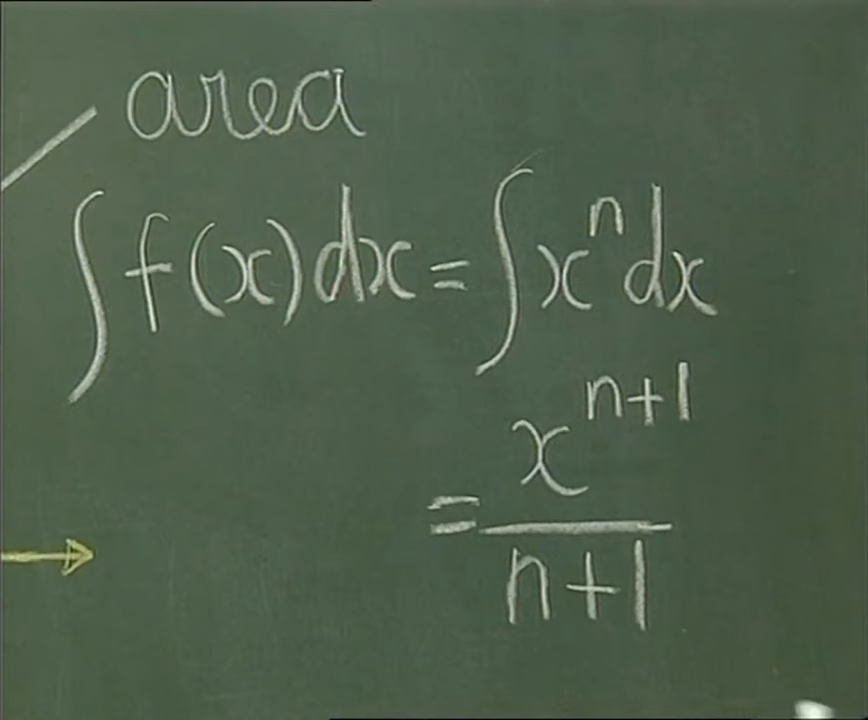 area
∫f(x)dx = ∫xⁿdx
= xⁿ⁺¹/n+1